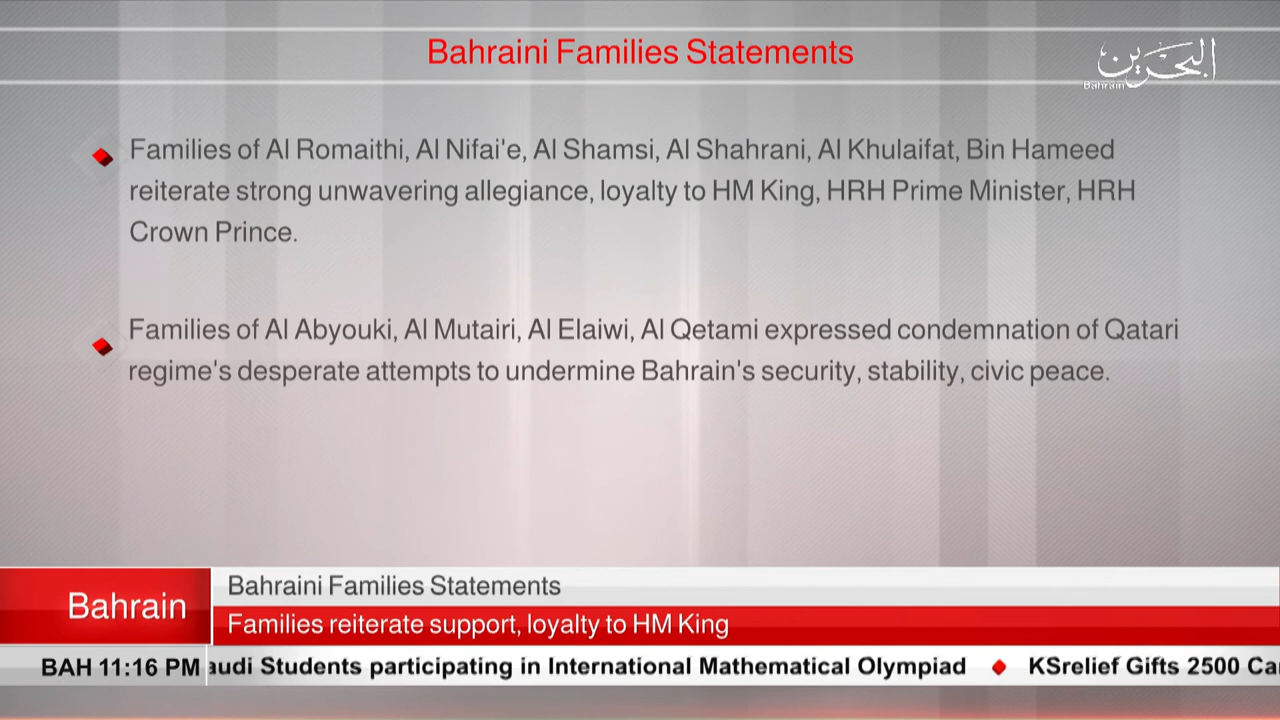 Bahraini Families Statements
البحرين
Bahrain
Families of Al Romaithi, Al Nifai'e, Al Shamsi, Al Shahrani, Al Khulaifat, Bin Hameed
reiterate strong unwavering allegiance, loyalty to HM King, HRH Prime Minister, HRH
Crown Prince.
Families of Al Abyouki, Al Mutairi, Al Elaiwi, Al Qetami expressed condemnation of Qatari
regime's desperate attempts to undermine Bahrain's security, stability, civic peace.
Bahrain
Bahraini Families Statements
Families reiterate support, loyalty to HM King
BAH 11:16 PM audi Students participating in International Mathematical Olympiad KSrelief Gifts 2500 Ca